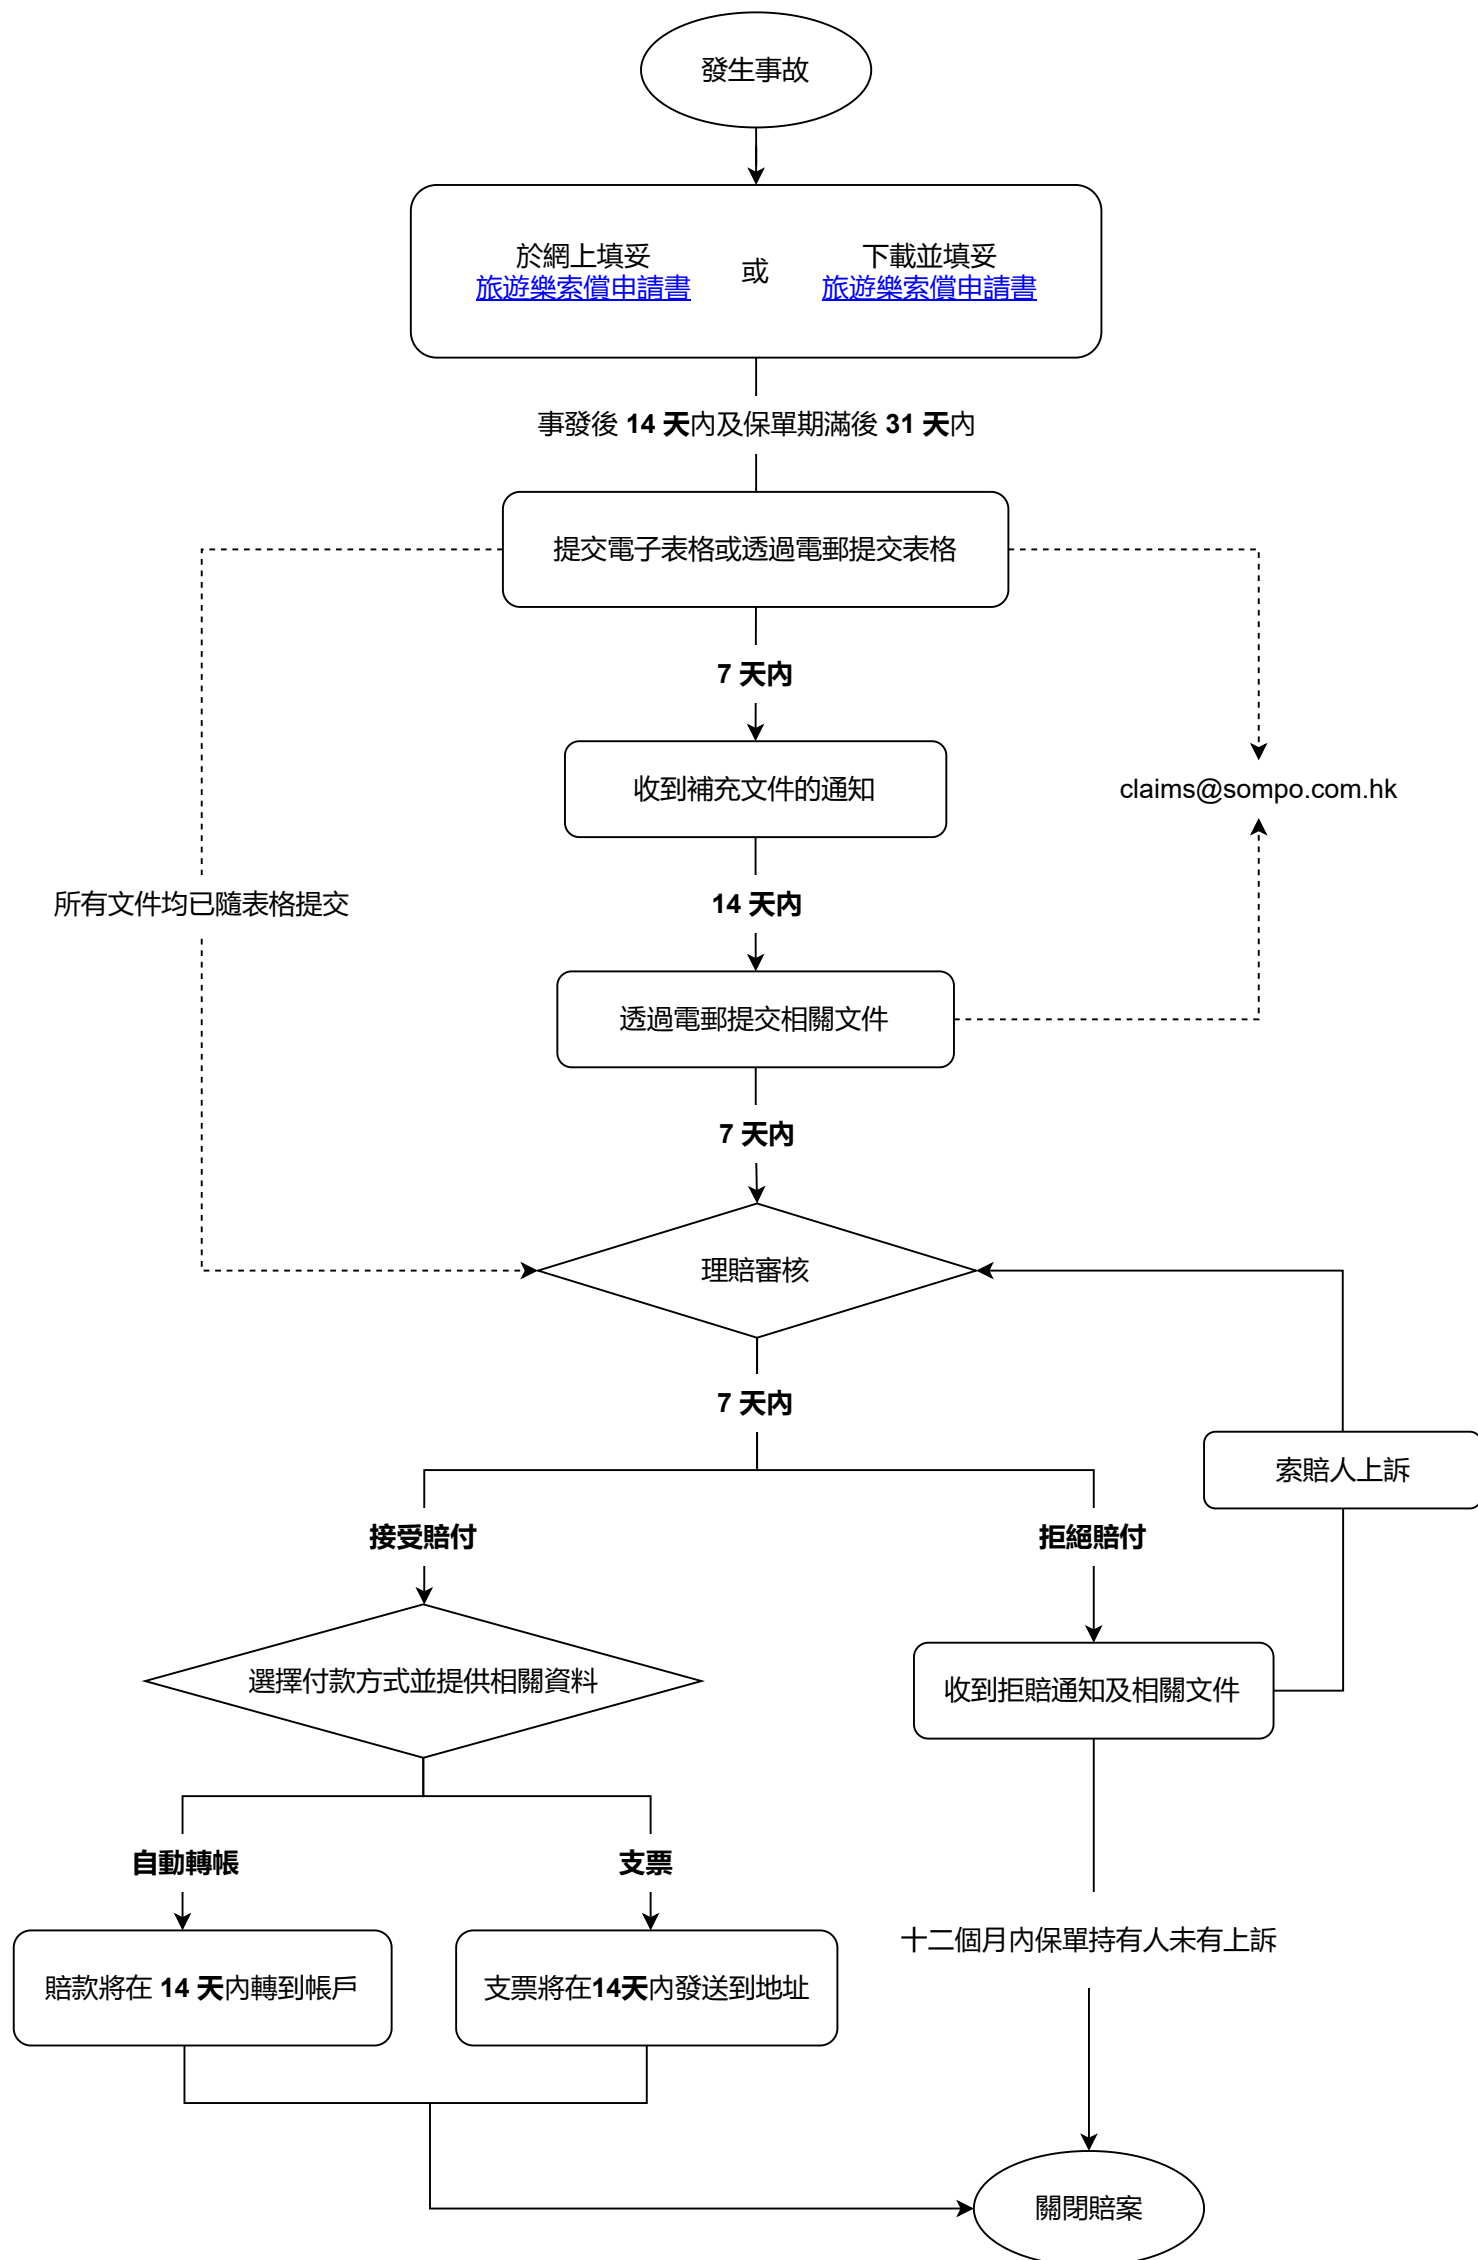 發生事故
於網上填妥
旅遊樂索償申請書
或
下載並填妥
旅遊樂索償申請書
事發後 14 天內及保單期滿後 31 天內
提交電子表格或透過電郵提交表格
7 天內
收到補充文件的通知
claims@sompo.com.hk
所有文件均已隨表格提交
14 天內
透過電郵提交相關文件
7 天內
理賠審核
7 天內
索賠人上訴
接受賠付
拒絕賠付
選擇付款方式並提供相關資料
收到拒賠通知及相關文件
自動轉帳
支票
十二個月內保單持有人未有上訴
賠款將在 14 天內轉到帳戶
支票將在14天內發送到地址
關閉賠案